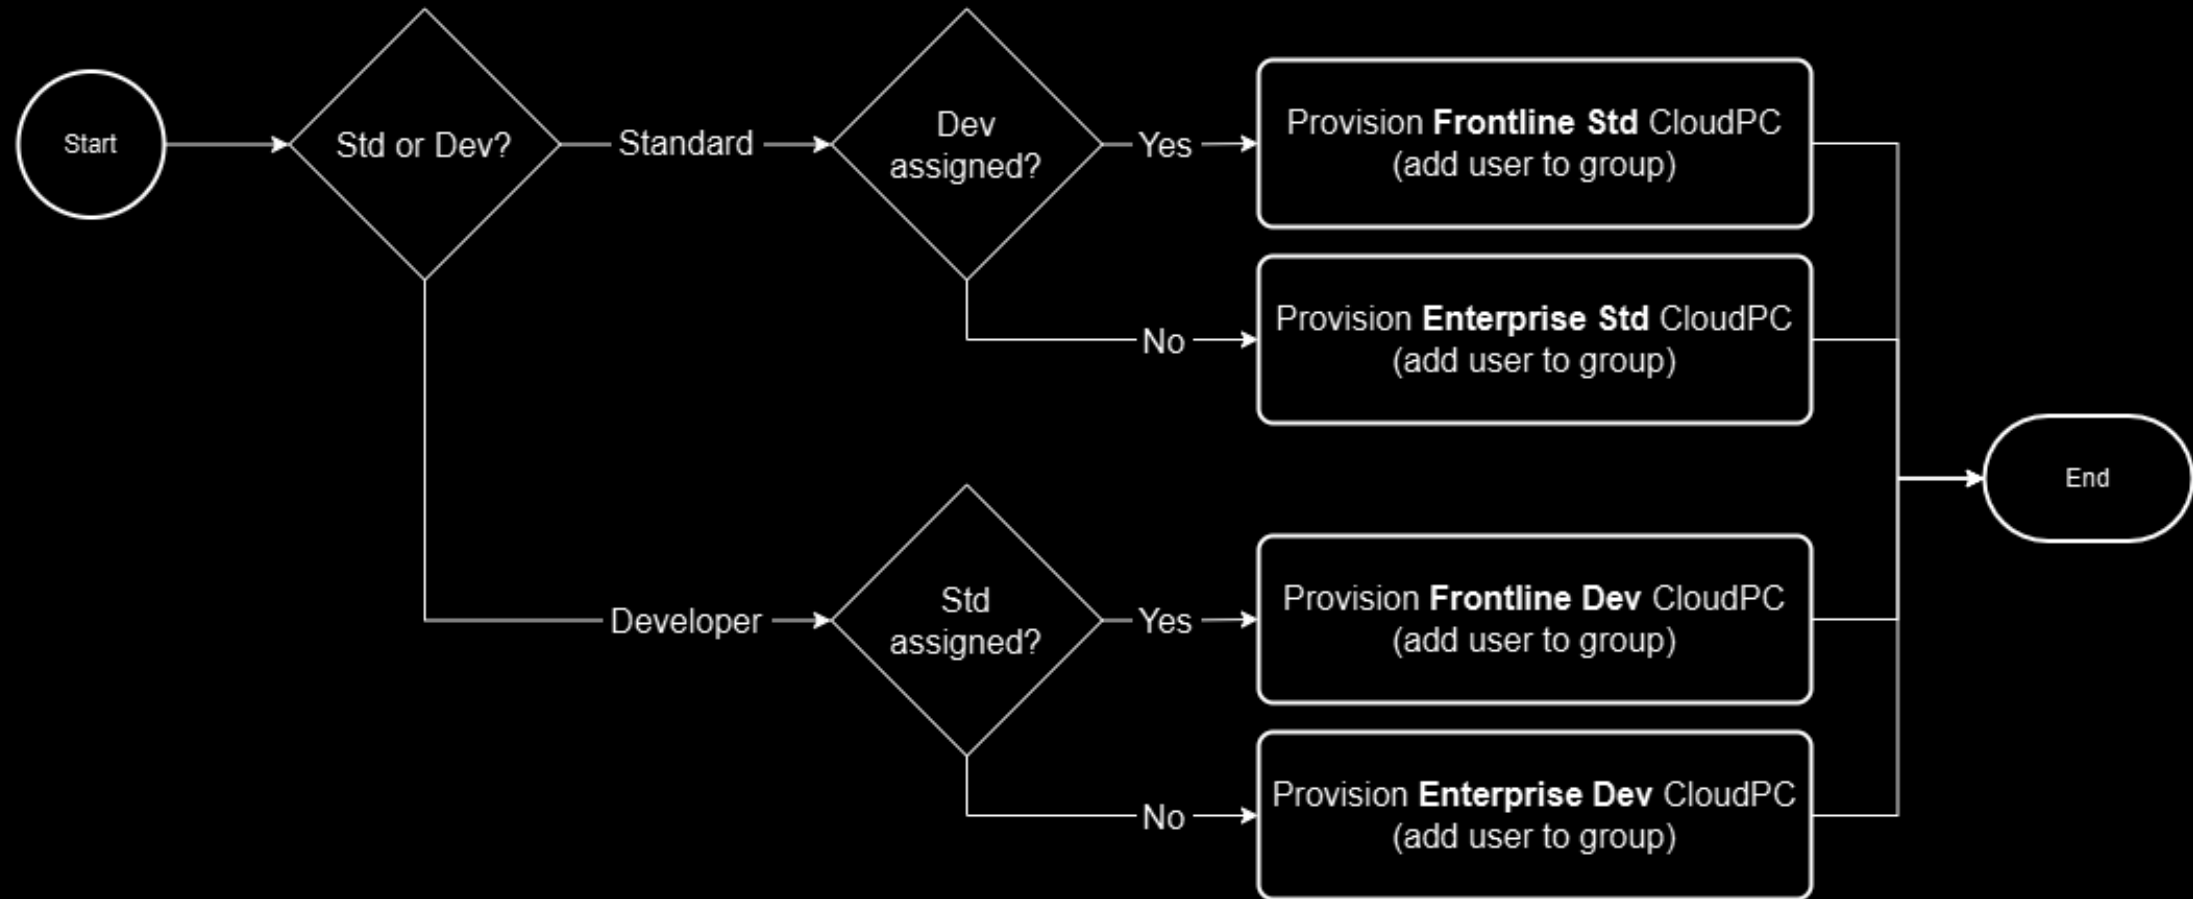 Start
Std or Dev?
Standard
Dev
assigned?
Yes
Provision Frontline Std CloudPC
(add user to group)
No
Provision Enterprise Std CloudPC
(add user to group)
End
Developer
Std
assigned?
Yes
Provision Frontline Dev CloudPC
(add user to group)
No
Provision Enterprise Dev CloudPC
(add user to group)